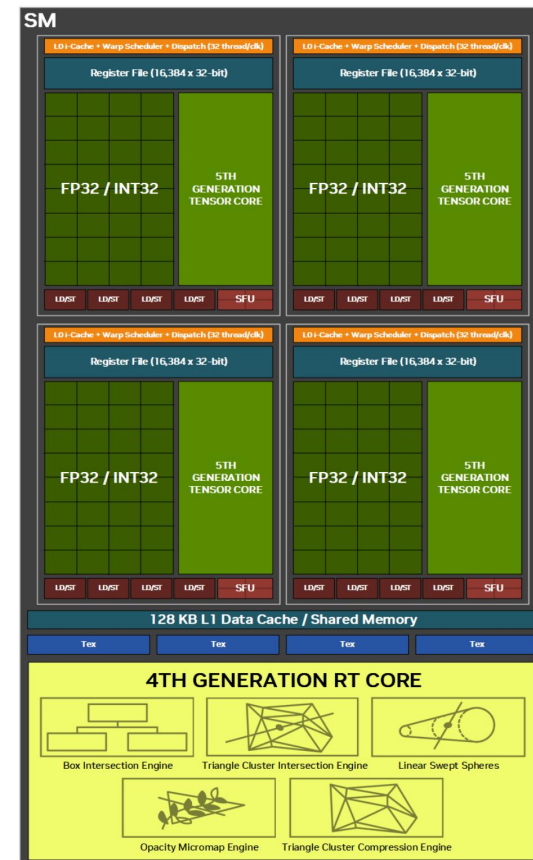 SM
L0 i-Cache + Warp Scheduler + Dispatch (32 thread/clk)
Register File (16,384 x 32-bit)
FP32 / INT32
5TH
GENERATION
TENSOR CORE
LD/ST LD/ST LD/ST LD/ST SFU
L0 i-Cache + Warp Scheduler + Dispatch (32 thread/clk)
Register File (16,384 x 32-bit)
FP32 / INT32
5TH
GENERATION
TENSOR CORE
LD/ST LD/ST LD/ST LD/ST SFU
L0 i-Cache + Warp Scheduler + Dispatch (32 thread/clk)
Register File (16,384 x 32-bit)
FP32 / INT32
5TH
GENERATION
TENSOR CORE
LD/ST LD/ST LD/ST LD/ST SFU
L0 i-Cache + Warp Scheduler + Dispatch (32 thread/clk)
Register File (16,384 x 32-bit)
FP32 / INT32
5TH
GENERATION
TENSOR CORE
LD/ST LD/ST LD/ST LD/ST SFU
128 KB L1 Data Cache / Shared Memory
Tex Tex Tex Tex
4TH GENERATION RT CORE
Box Intersection Engine
Triangle Cluster Intersection Engine
Linear Swept Spheres
Opacity Micromap Engine
Triangle Cluster Compression Engine